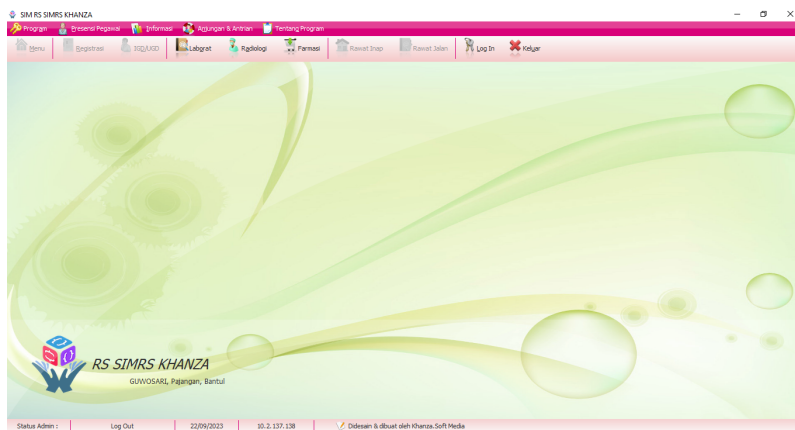 SIM RS SIMRS KHANZA
Program Presensi Pegawai Informasi Anjungan & Antrian Tentang Program
Menu Registrasi IGD/UGD Laborat Radiologi Farmasi Rawat Inap Rawat Jalan Log In Keluar
RS SIMRS KHANZA
GUWOSARI, Pajangan, Bantul
Status Admin : Log Out 22/09/2023 10.2.137.138 Didesain & dibuat oleh Khanza.Soft Media